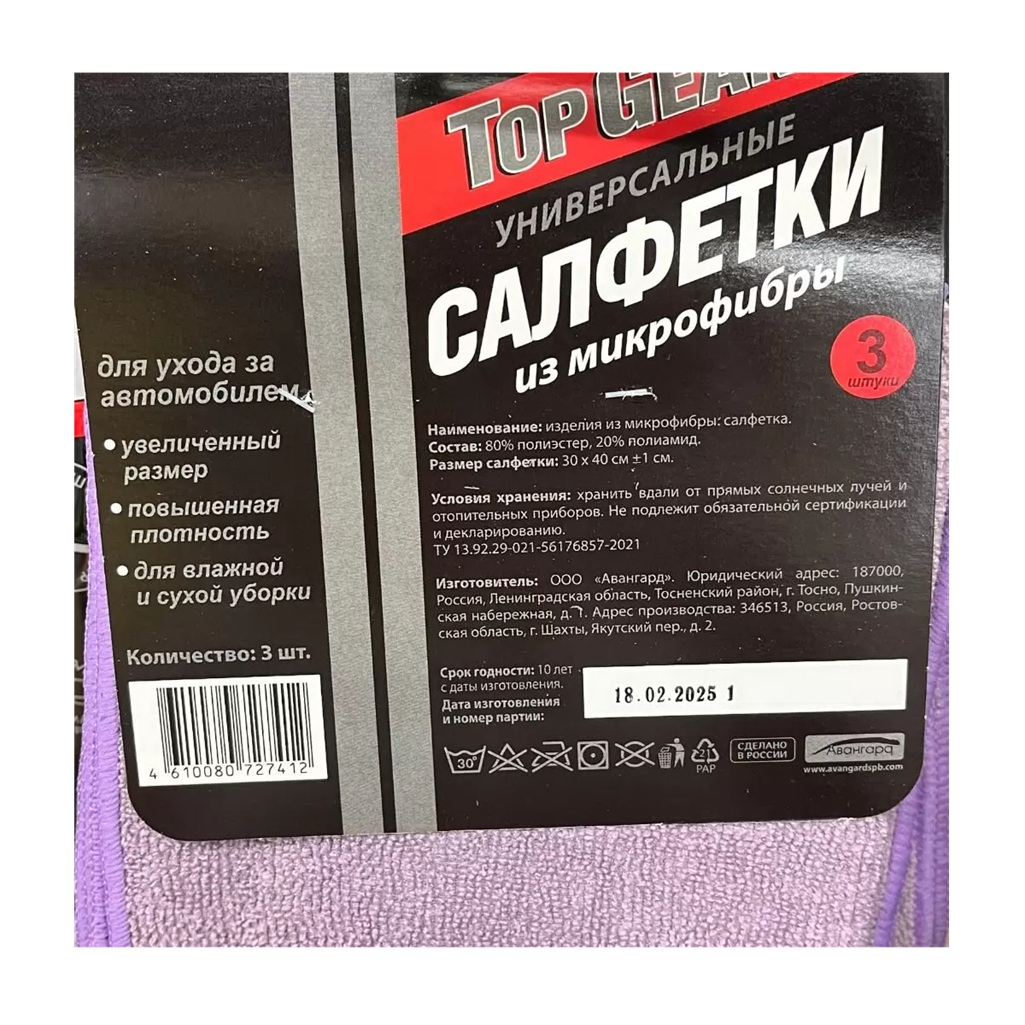 TOP GEAR
УНИВЕРСАЛЬНЫЕ
САЛФЕТКИ
из микрофибры
3
штуки
для ухода за
автомобилем
• увеличенный
размер
• повышенная
плотность
• для влажной
и сухой уборки
Количество: 3 шт.
4 610080 727412
Наименование: изделия из микрофибры: салфетка.
Состав: 80% полиэстер, 20% полиамид.
Размер салфетки: 30 x 40 см ±1 см.
Условия хранения: хранить вдали от прямых солнечных лучей и
отопительных приборов. Не подлежит обязательной сертификации
и декларированию.
ТУ 13.92.29-021-56176857-2021
Изготовитель: ООО «Авангард». Юридический адрес: 187000,
Россия, Ленинградская область, Тосненский район, г. Тосно, Пушкин-
ская набережная, д.1. Адрес производства: 346513, Россия, Ростов-
ская область, г. Шахты, Якутский пер., д. 2.
Срок годности: 10 лет
с даты изготовления.
Дата изготовления
и номер партии:
18.02.2025 1
30°
21
PAP
СДЕЛАНО
В РОССИИ
Авангард
www.avangardspb.com